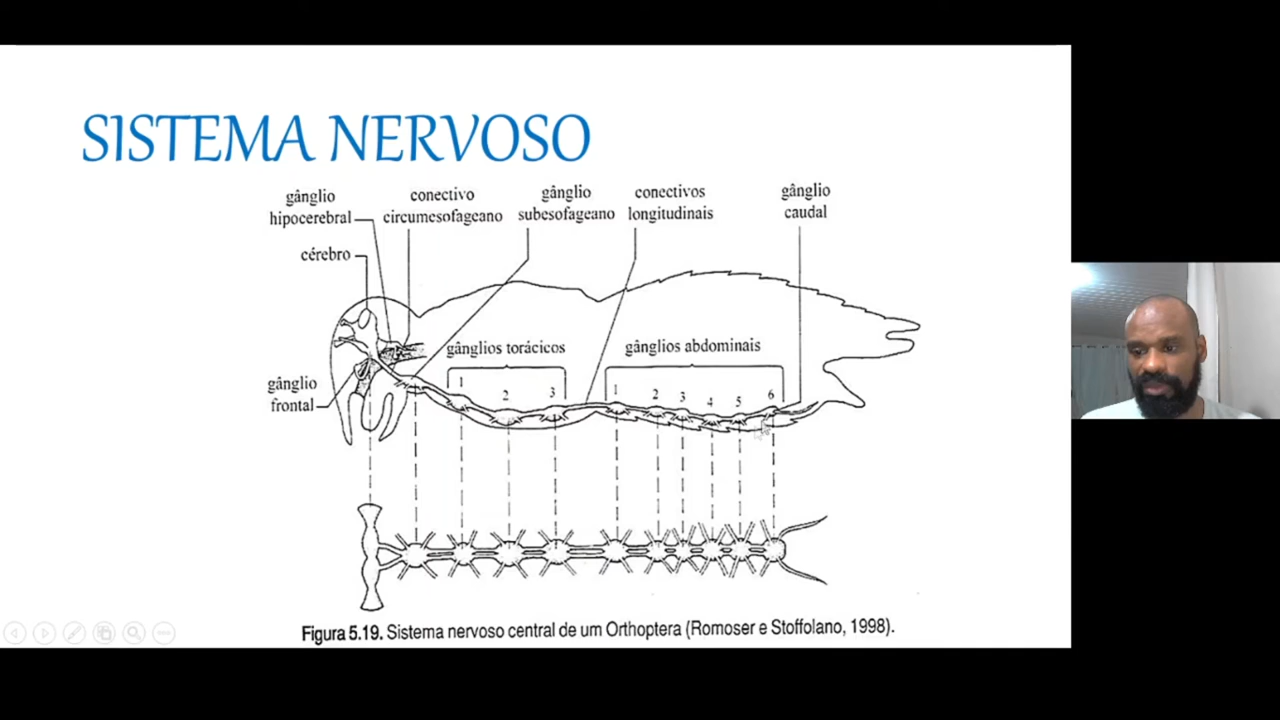 SISTEMA NERVOSO
gânglio
hipocerebral
conectivo
circumesofageano
gânglio
subesofageano
conectivos
longitudinais
gânglio
caudal
cérebro
gânglios torácicos
gânglios abdominais
1
2
3
1
2
3
4
5
6
gânglio
frontal
Figura 5.19. Sistema nervoso central de um Orthoptera (Romoser e Stoffolano, 1998).